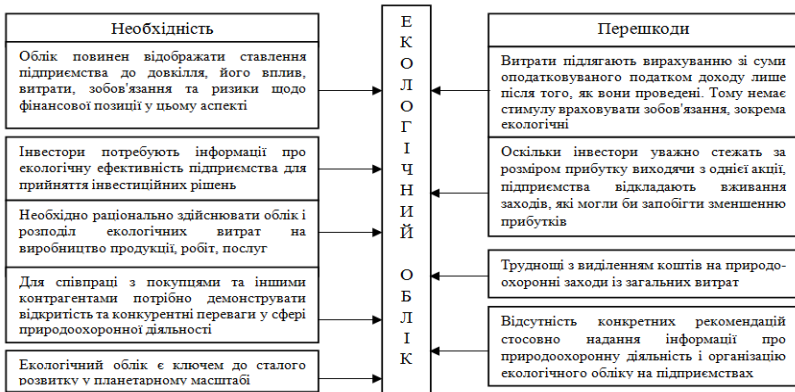 Необхідність
Облік повинен відображати ставлення
підприємства до довкілля, його вплив,
витрати, зобов'язання та ризики щодо
фінансової позиції у цьому аспекті
Інвестори потребують інформації про
екологічну ефективність підприємства для
прийняття інвестиційних рішень
Необхідно раціонально здійснювати облік і
розподіл екологічних витрат на
виробництво продукції, робіт, послуг
Для співпраці з покупцями та іншими
контрагентами потрібно демонструвати
відкритість та конкурентні переваги у сфері
природоохоронної діяльності
Екологічний облік є ключем до сталого
розвитку у планетарному масштабі
Е
К
О
Л
О
Г
І
Ч
Н
И
Й
О
Б
Л
І
К
Перешкоди
Витрати підлягають вирахуванню зі суми
оподатковуваного податком доходу лише
після того, як вони проведені. Тому немає
стимулу враховувати зобов'язання, зокрема
екологічні
Оскільки інвестори уважно стежать за
розміром прибутку виходячи з однієї акції,
підприємства відкладають вживання
заходів, які могли би запобігти зменшенню
прибутків
Труднощі з виділенням коштів на природо-
охоронні заходи із загальних витрат
Відсутність конкретних рекомендацій
стосовно надання інформації про
природоохоронну діяльність і організацію
екологічного обліку на підприємствах